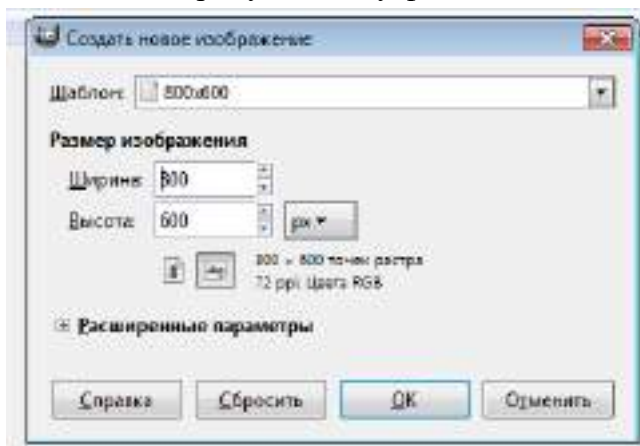 Создать новое изображение
Шаблон: 800x600
Размер изображения
Ширина: 800
Высота: 600 px
800 × 600 точек растра
72 ppi, Цвета RGB
Расширенные параметры
Справка Сбросить OK Отменить